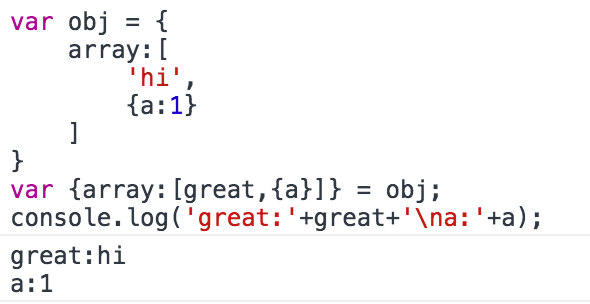 var obj = {
    array:[
        'hi',
        {a:1}
    ]
}
var {array:[great,{a}]} = obj;
console.log('great:'+great+'\na:'+a);
great:hi
a:1